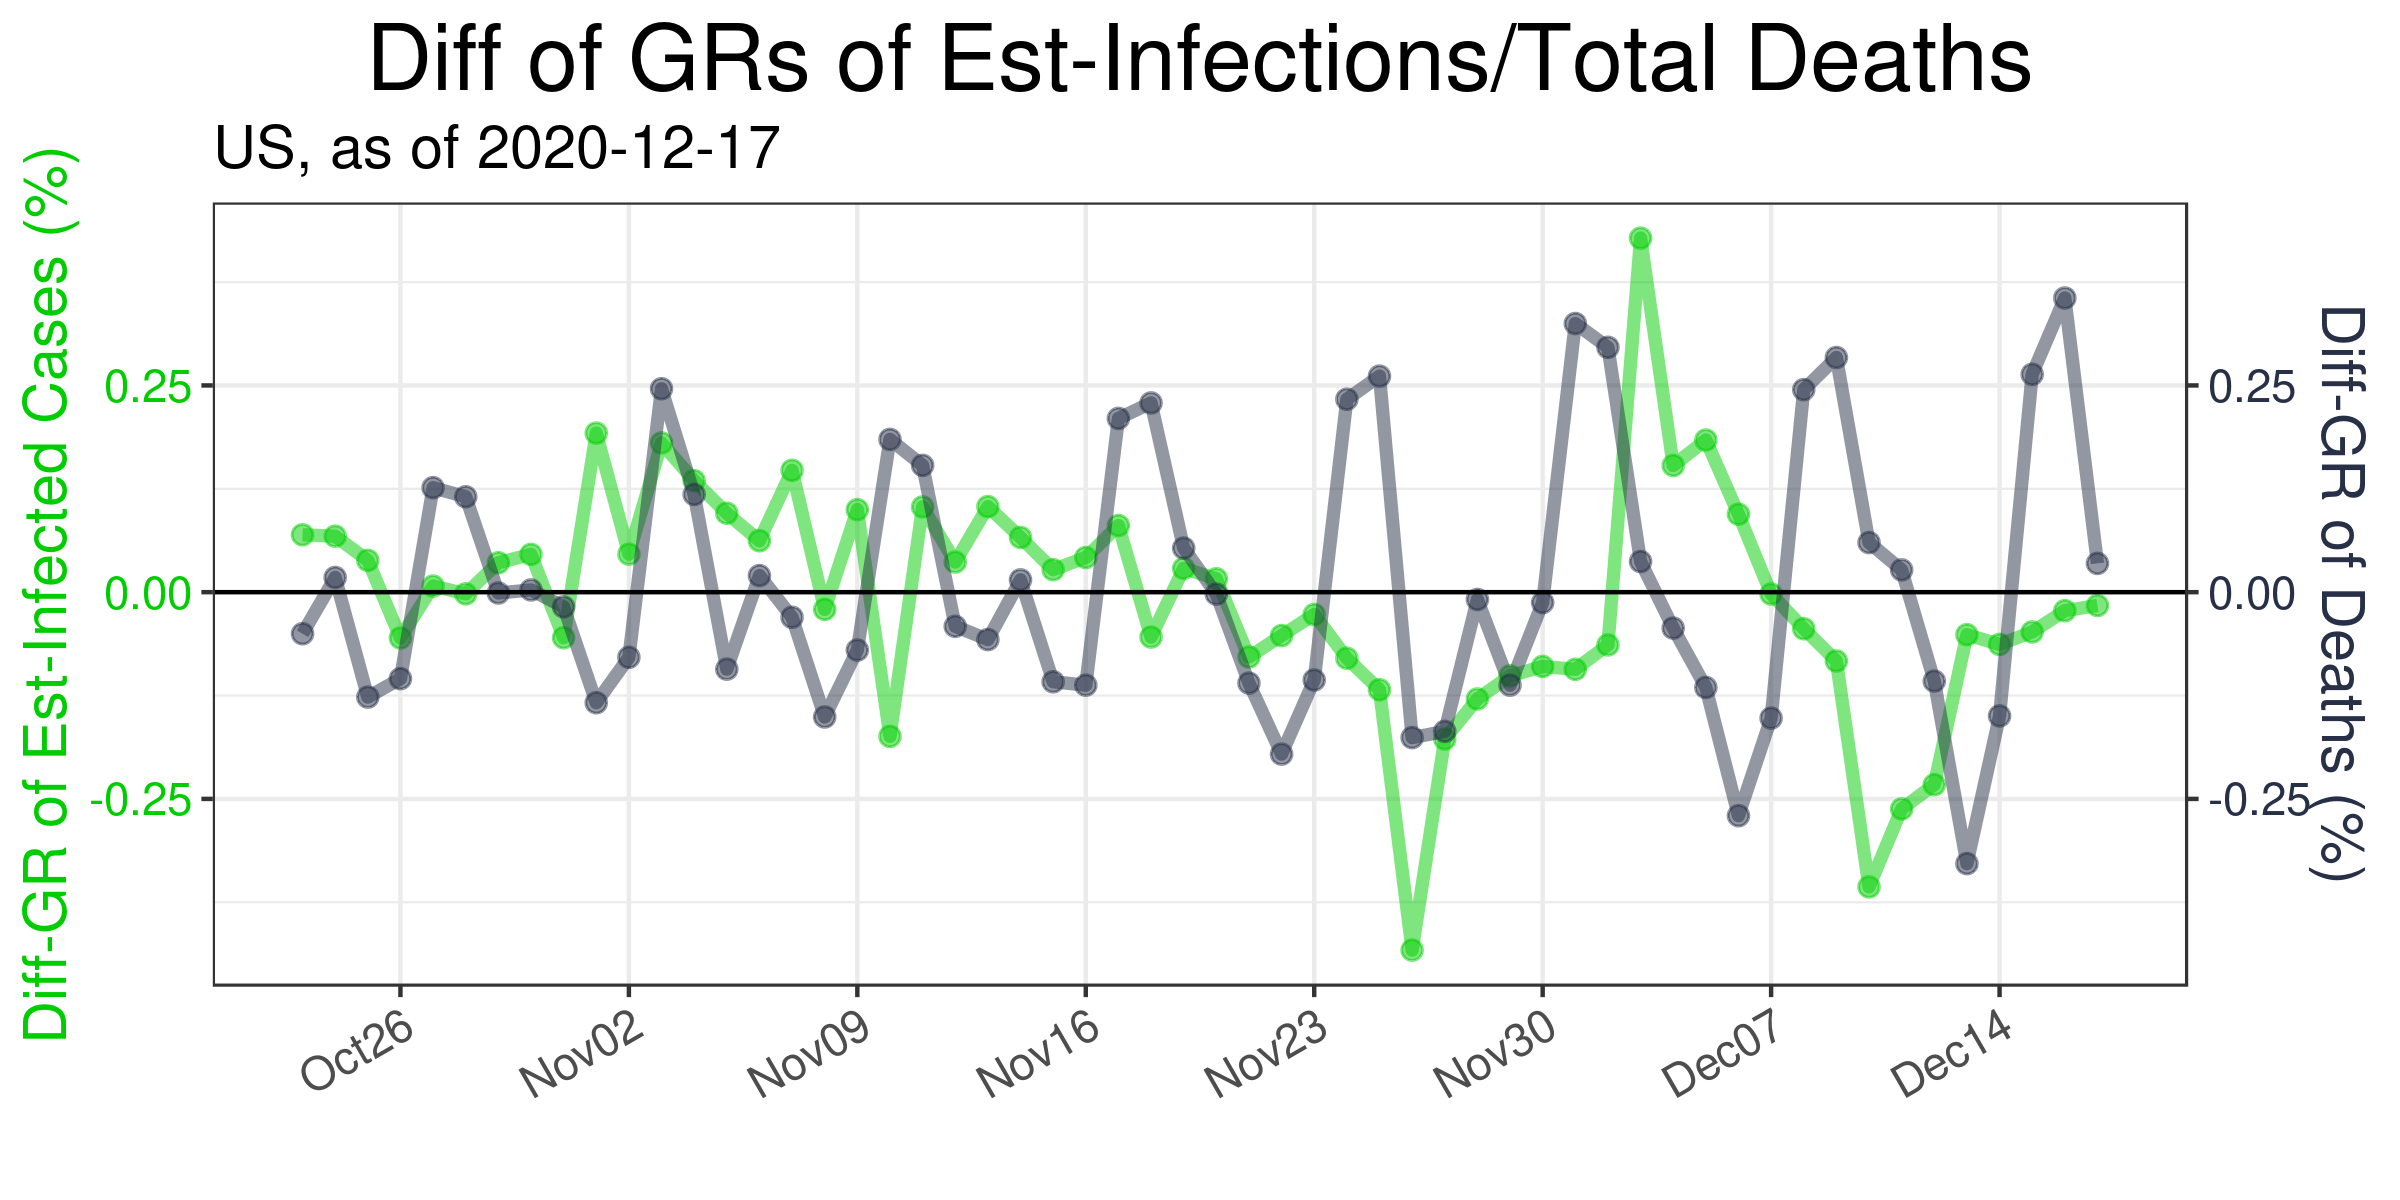 Diff of GRs of Est-Infections/Total Deaths
US, as of 2020-12-17
Diff-GR of Est-Infected Cases (%)
0.25
0.00
-0.25
0.25
0.00
-0.25
Diff-GR of Deaths (%)
Oct26
Nov02
Nov09
Nov16
Nov23
Nov30
Dec07
Dec14